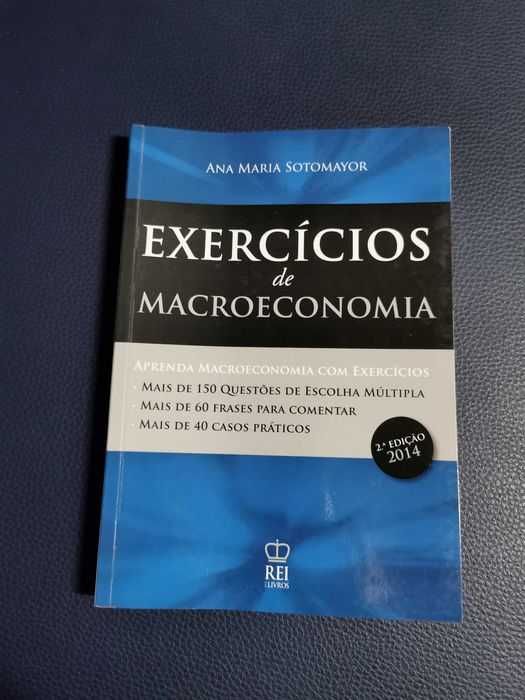 Ana Maria Sotomayor
Exercícios
de
Macroeconomia
Aprenda Macroeconomia com Exercícios
· Mais de 150 Questões de Escolha Múltipla
· Mais de 60 frases para comentar
· Mais de 40 casos práticos
2.ª Edição
2014
REI
DOS LIVROS